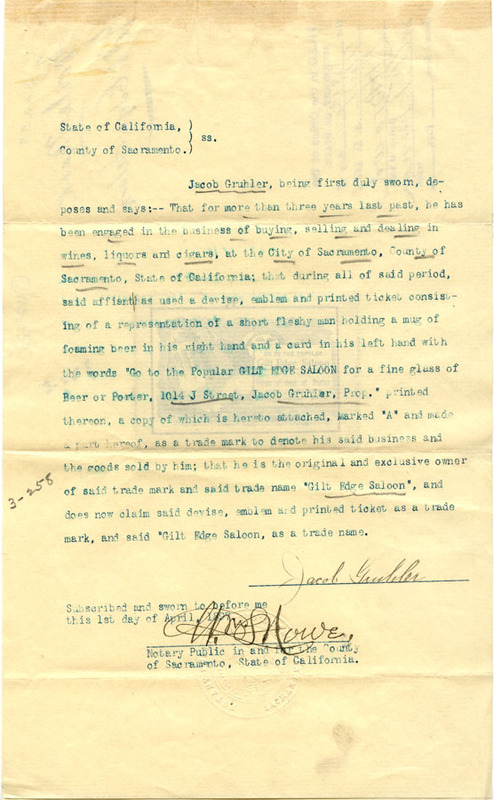 State of California, )
) ss.
County of Sacramento. )
Jacob Gruhler, being first duly sworn, de-
poses and says:-- That for more than three years last past, he has
been engaged in the business of buying, selling and dealing in
wines, liquors and cigars, at the City of Sacramento, County of
Sacramento, State of California; that during all of said period,
said affiant has used a devise, emblem and printed ticket consist-
ing of a representation of a short fleshy man holding a mug of
foaming beer in his right hand and a card in his left hand with
the words "Go to the Popular GILT EDGE SALOON for a fine glass of
Beer or Porter, 1014 J Street, Jacob Gruhler, Prop." printed
thereon, a copy of which is hereto attached, Marked "A" and made
a part hereof, as a trade mark to denote his said business and
the goods sold by him; that he is the original and exclusive owner
of said trade mark and said trade name "Gilt Edge Saloon", and
does now claim said devise, emblem and printed ticket as a trade
mark, and said "Gilt Edge Saloon, as a trade name.
3-258
Jacob Gruhler
Subscribed and sworn to before me
this 1st day of April,
Howe,
Notary Public in and for the County
of Sacramento, State of California.